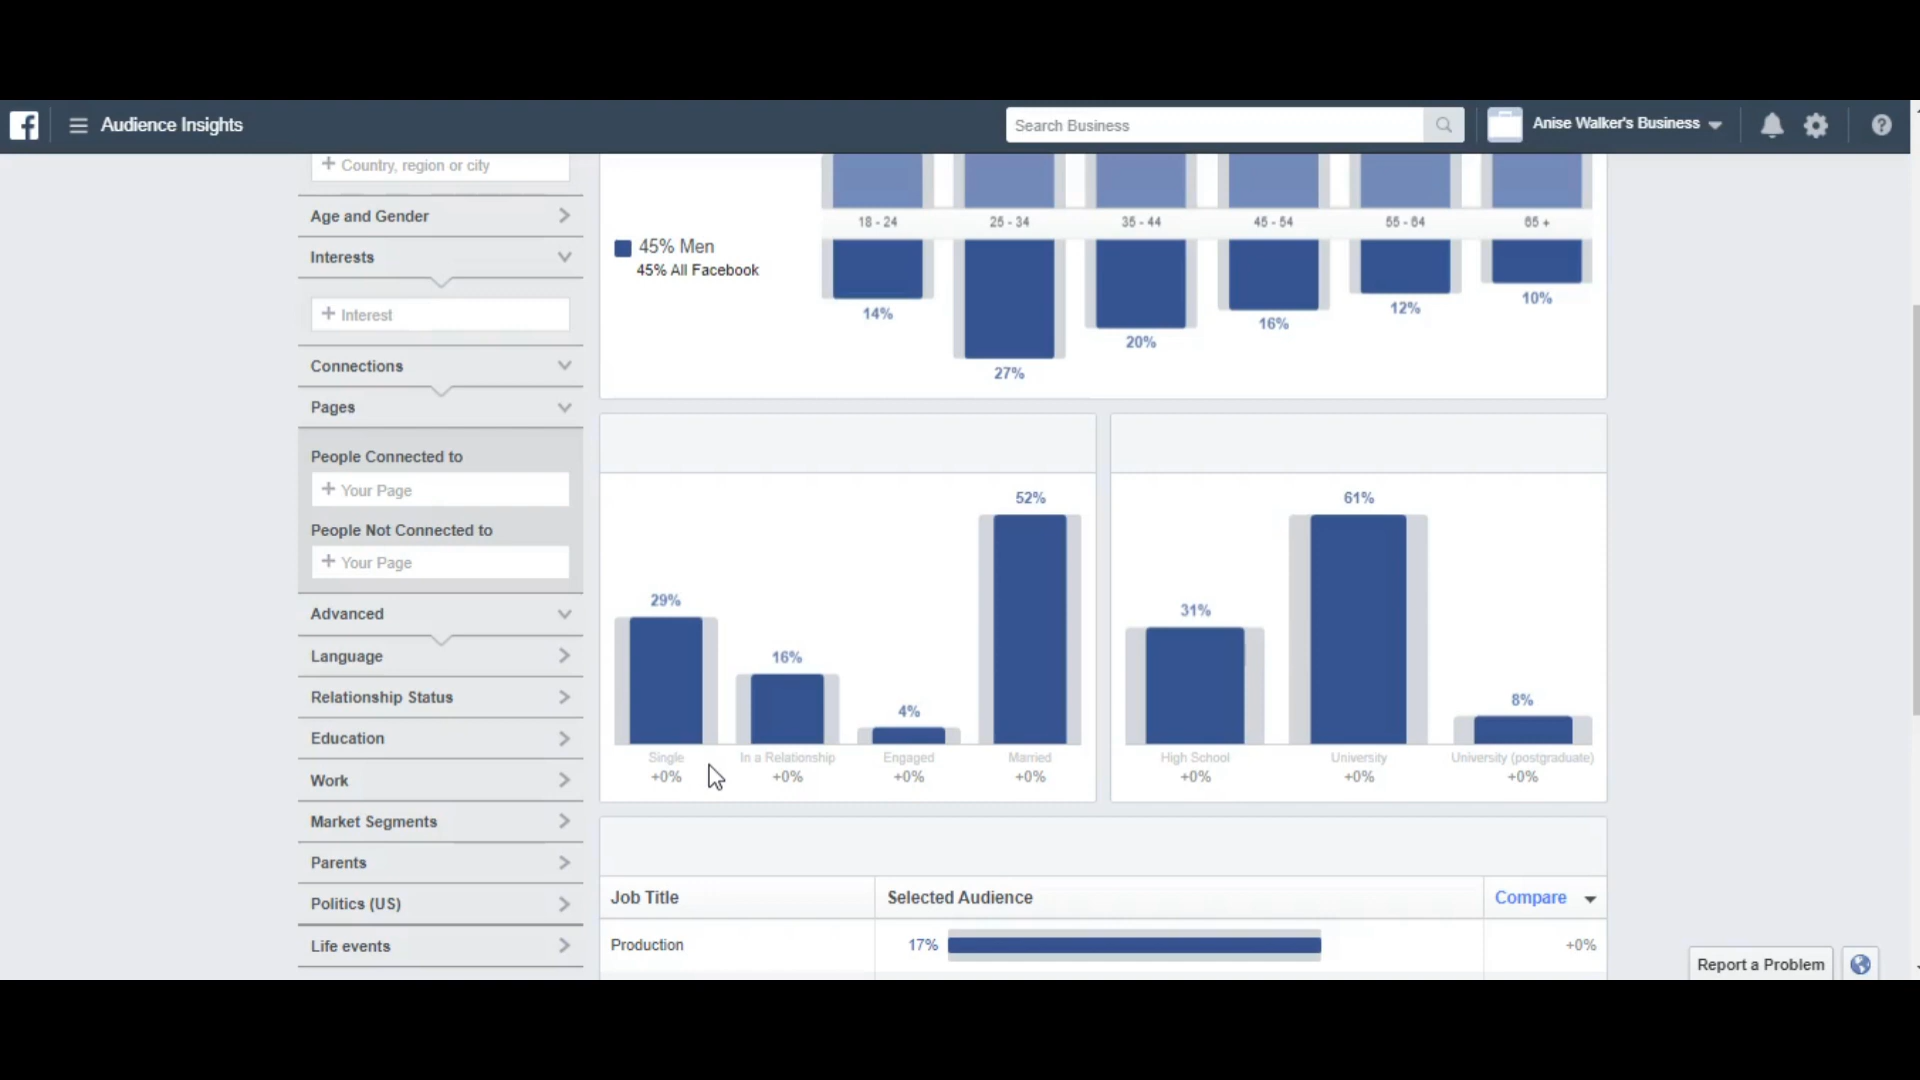 Audience Insights
Search Business
Anise Walker's Business
+ Country, region or city
Age and Gender
Interests
+ Interest
Connections
Pages
People Connected to
+ Your Page
People Not Connected to
+ Your Page
Advanced
Language
Relationship Status
Education
Work
Market Segments
Parents
Politics (US)
Life events
18 - 24 25 - 34 35 - 44 45 - 54 55 - 64 65 +
45% Men
45% All Facebook
14% 27% 20% 16% 12% 10%
29% 16% 4% 52%
Single In a Relationship Engaged Married
+0% +0% +0% +0%
31% 61% 8%
High School University University (postgraduate)
+0% +0% +0%
Job Title Selected Audience Compare
Production 17% +0%
Report a Problem